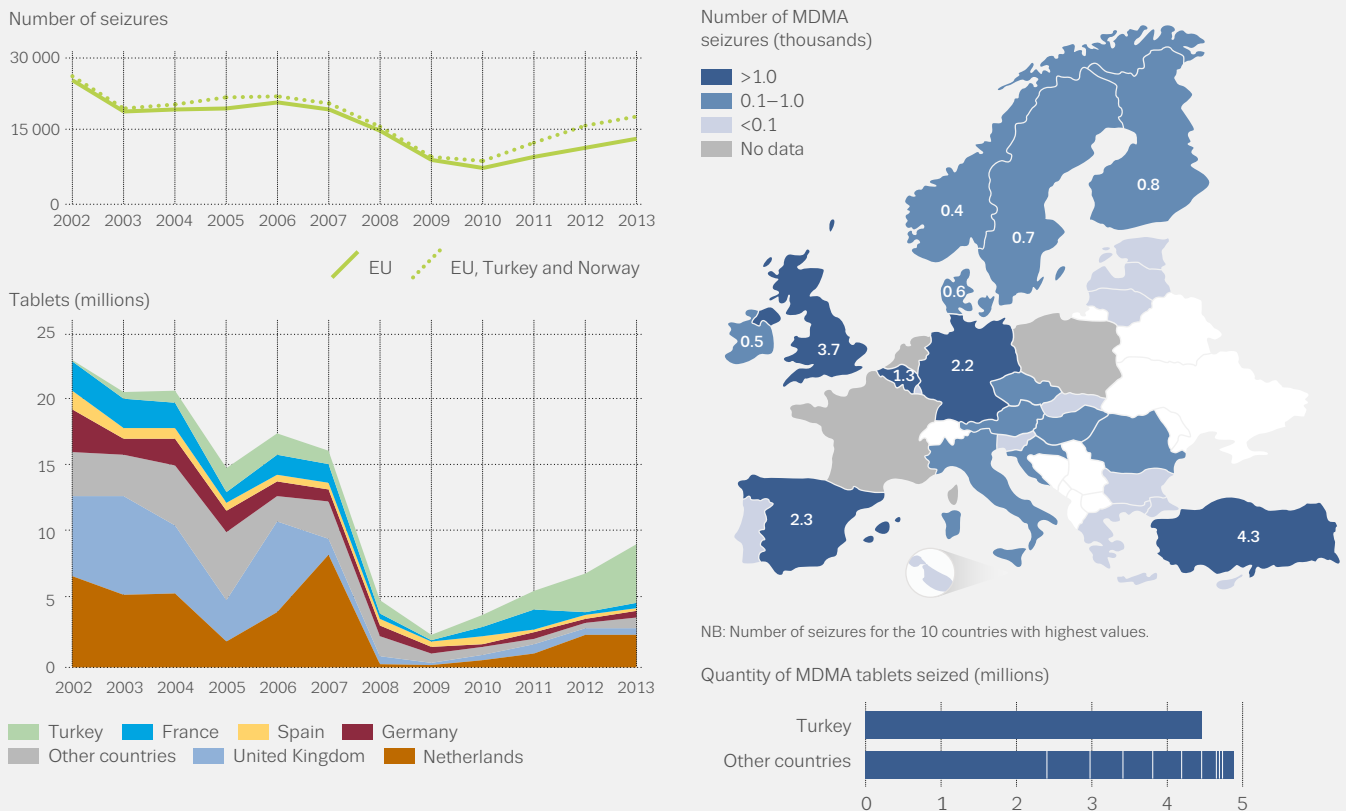 Number of seizures
30 000
15 000
0
2002 2003 2004 2005 2006 2007 2008 2009 2010 2011 2012 2013
EU EU, Turkey and Norway
Tablets (millions)
25
20
15
10
5
0
2002 2003 2004 2005 2006 2007 2008 2009 2010 2011 2012 2013
Turkey France Spain Germany
Other countries United Kingdom Netherlands
Number of MDMA
seizures (thousands)
>1.0
0.1–1.0
<0.1
No data
0.8
0.4
0.7
0.6
0.5
3.7
2.2
1.3
2.3
4.3
NB: Number of seizures for the 10 countries with highest values.
Quantity of MDMA tablets seized (millions)
Turkey
Other countries
0 1 2 3 4 5